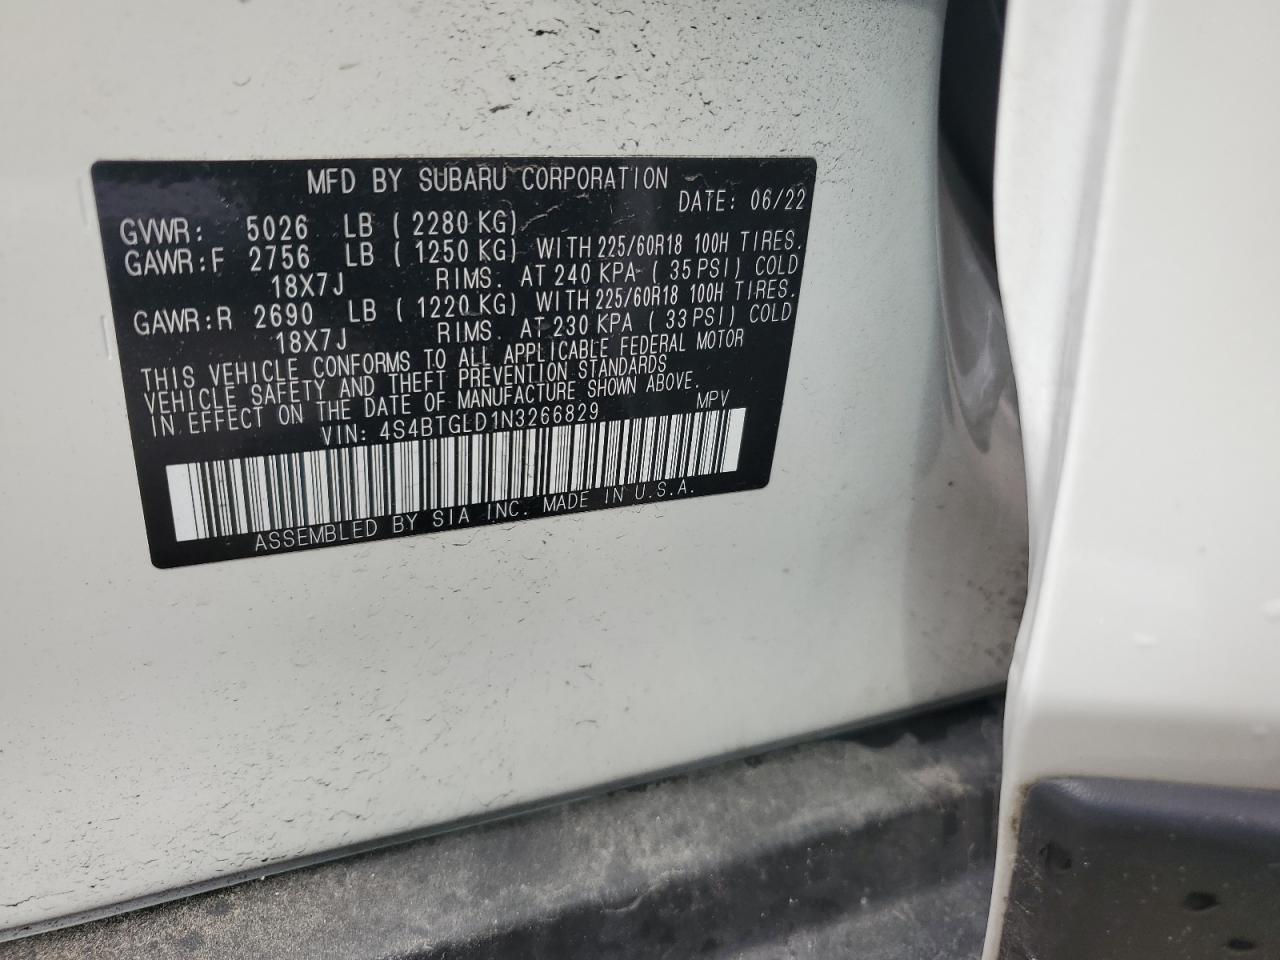 MFD BY SUBARU CORPORATION
DATE: 06/22
GVWR: 5026 LB ( 2280 KG)
GAWR:F 2756 LB ( 1250 KG) WITH 225/60R18 100H TIRES.
18X7J RIMS. AT 240 KPA ( 35 PSI) COLD
GAWR:R 2690 LB ( 1220 KG) WITH 225/60R18 100H TIRES.
18X7J RIMS. AT 230 KPA ( 33 PSI) COLD
THIS VEHICLE CONFORMS TO ALL APPLICABLE FEDERAL MOTOR
VEHICLE SAFETY AND THEFT PREVENTION STANDARDS
IN EFFECT ON THE DATE OF MANUFACTURE SHOWN ABOVE.
VIN: 4S4BTGLD1N3266829 MPV
ASSEMBLED BY SIA INC. MADE IN U.S.A.